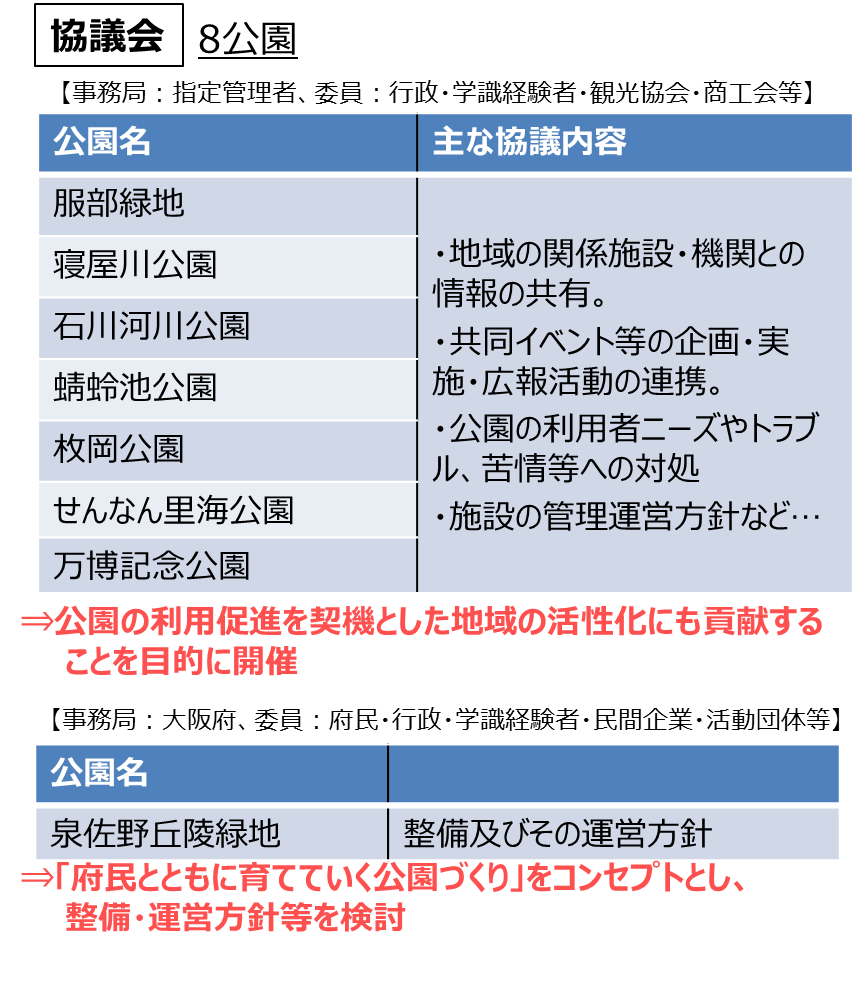 協議会 8公園
【事務局：指定管理者、委員：行政・学識経験者・観光協会・商工会等】
公園名 主な協議内容
服部緑地
寝屋川公園
石川河川公園
蜻蛉池公園
枚岡公園
せんなん里海公園
万博記念公園
・地域の関係施設・機関との
情報の共有。
・共同イベント等の企画・実
施・広報活動の連携。
・公園の利用者ニーズやトラブ
ル、苦情等への対処
・施設の管理運営方針など…
⇒公園の利用促進を契機とした地域の活性化にも貢献する
ことを目的に開催
【事務局：大阪府、委員：府民・行政・学識経験者・民間企業・活動団体等】
公園名
泉佐野丘陵緑地 整備及びその運営方針
⇒「府民とともに育てていく公園づくり」をコンセプトとし、
整備・運営方針等を検討